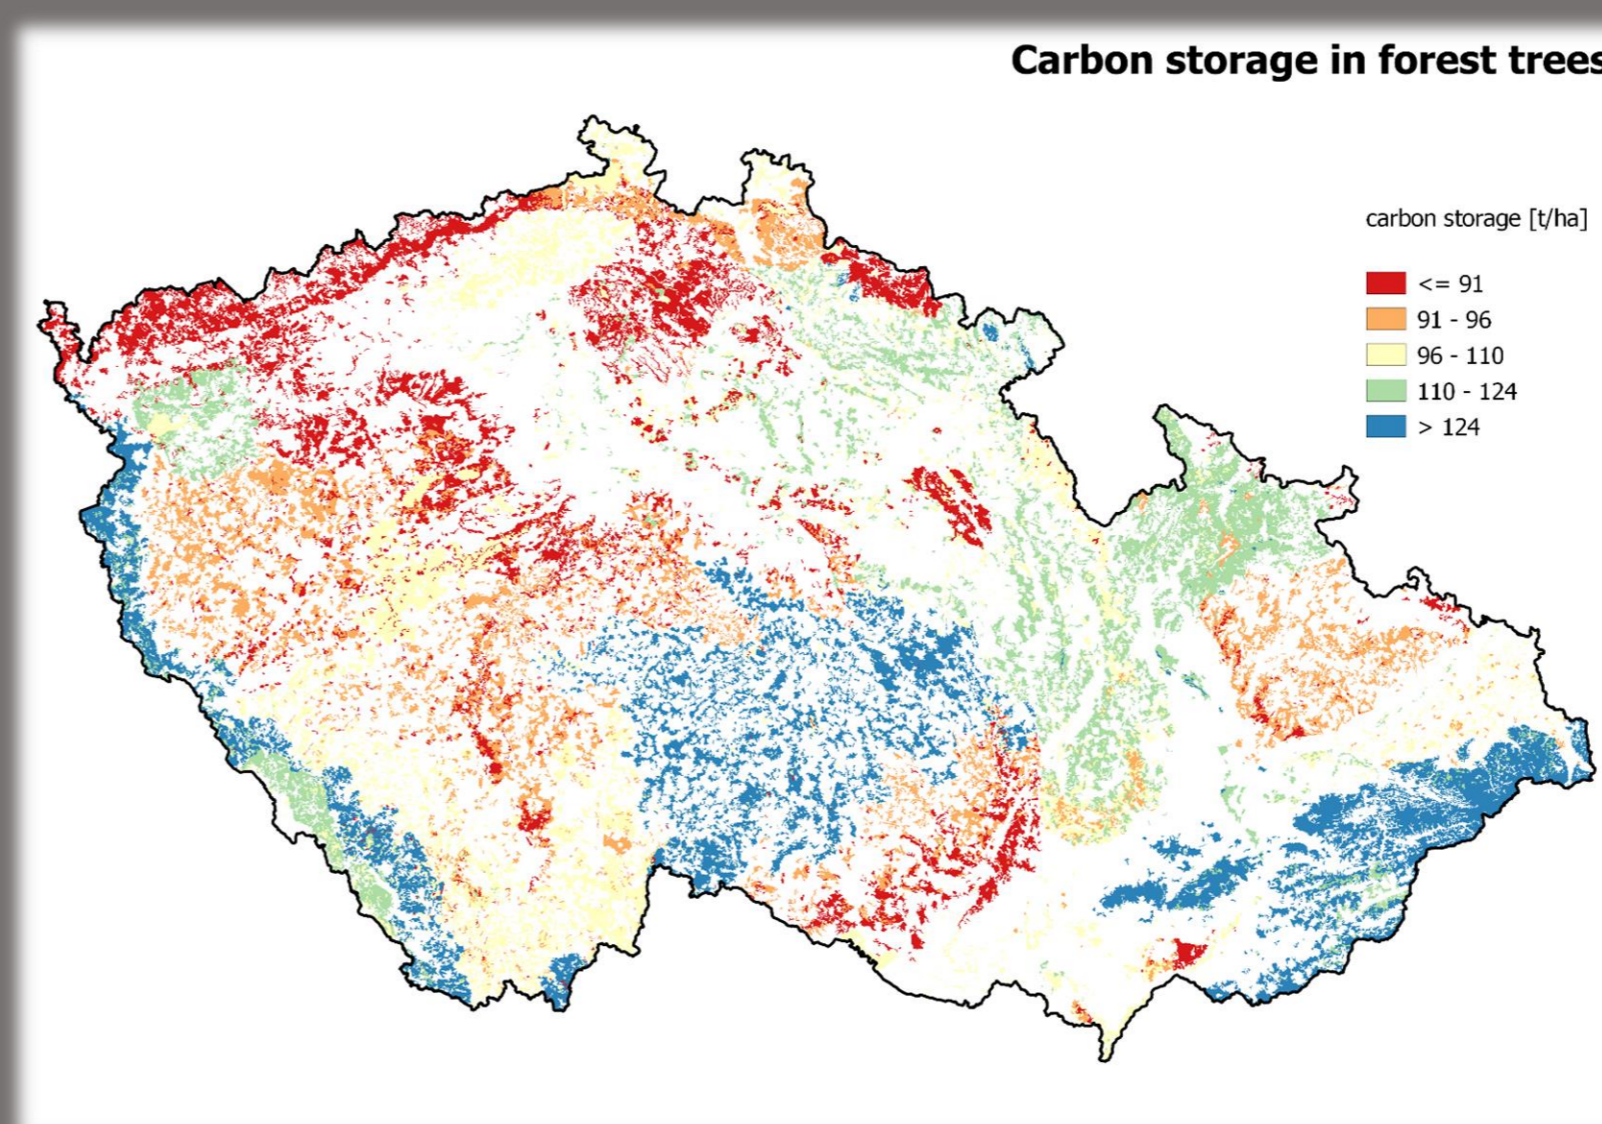 Carbon storage in forest trees
carbon storage [t/ha]
<= 91
91 - 96
96 - 110
110 - 124
> 124